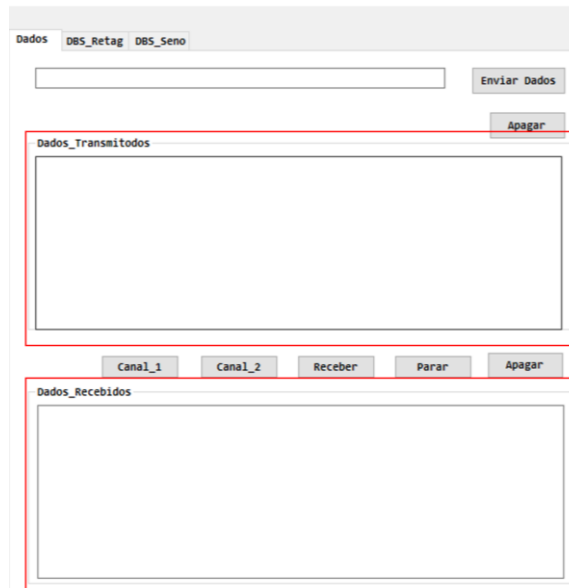 Dados DBS_Retag DBS_Seno
Enviar Dados
Apagar
Dados_Transmitodos
Canal_1 Canal_2 Receber Parar Apagar
Dados_Recebidos